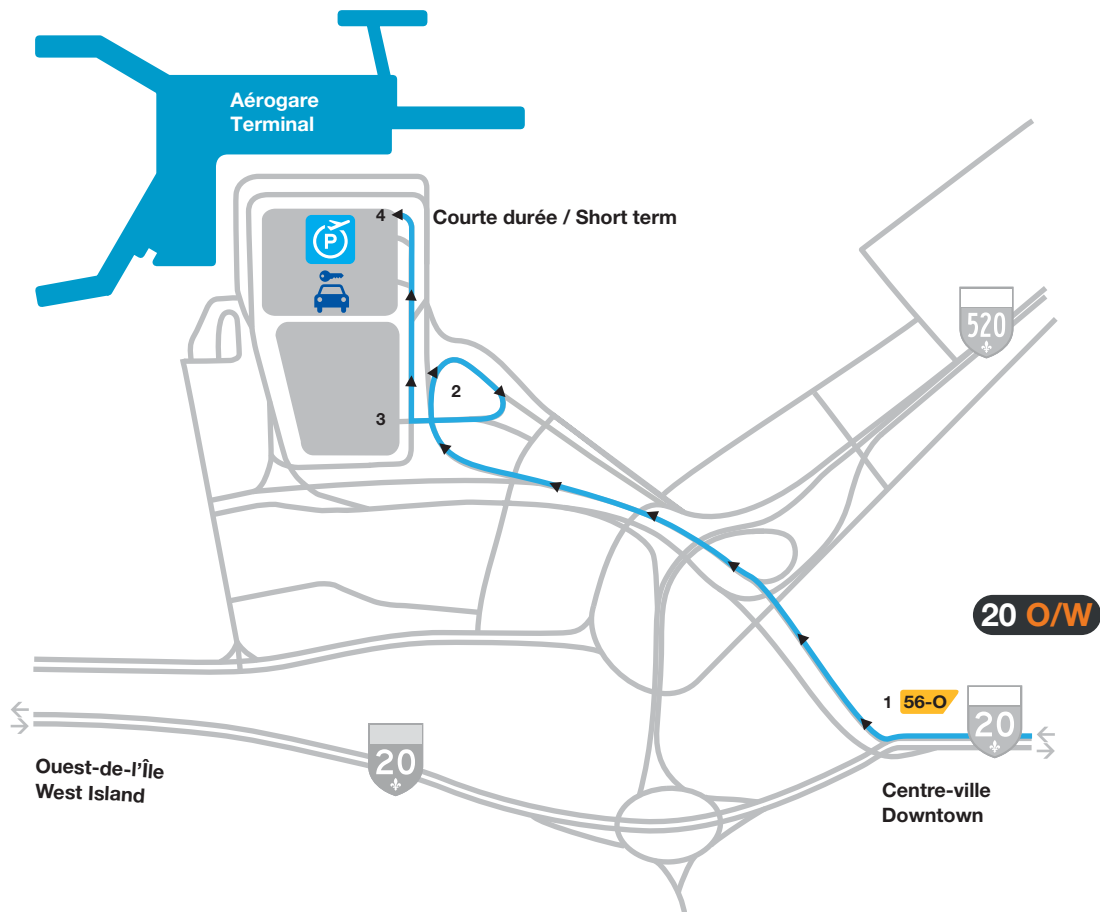 Aérogare
Terminal
4
Courte durée / Short term
P
520
2
3
20 O/W
1 56-O
20
20
Ouest-de-l'Île
West Island
Centre-ville
Downtown